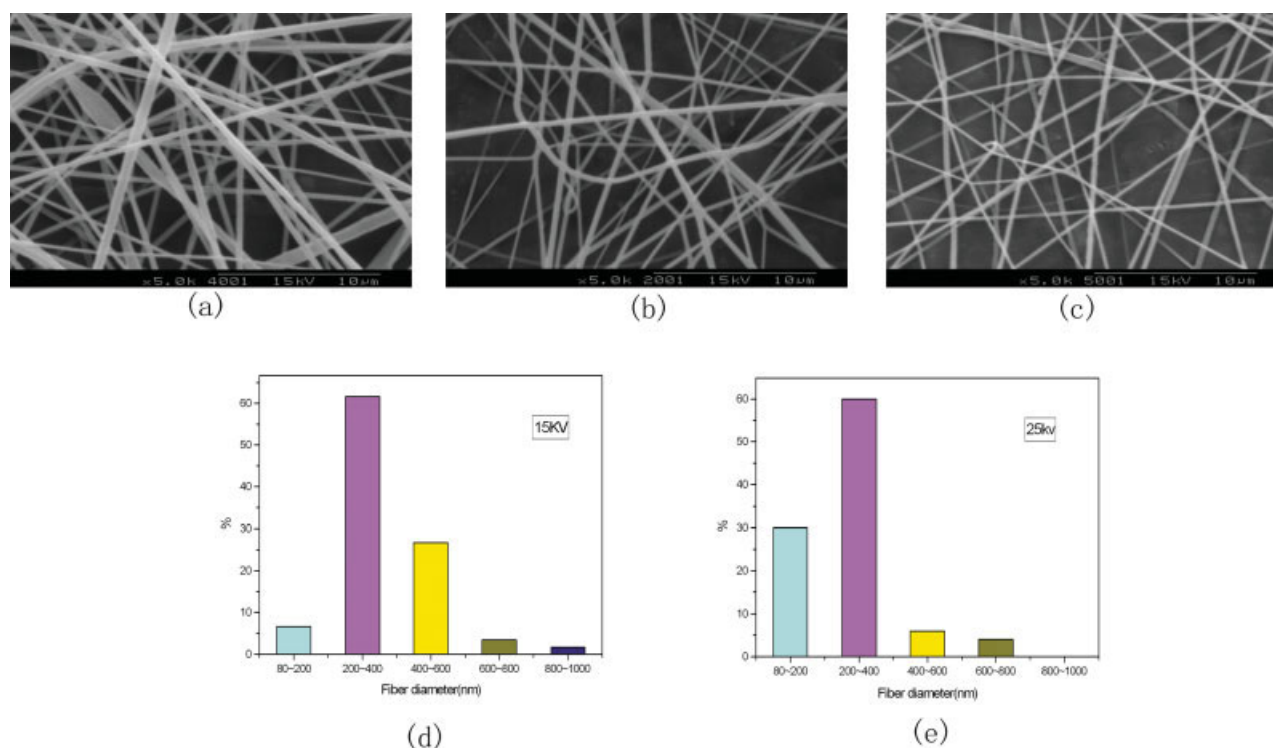 ×5.0k 4001 15kV 10µm
×5.0k 2001 15kV 10µm
×5.0k 5001 15kV 10µm
(a)
(b)
(c)
60
50
40
30
20
10
0
%
15KV
80~200
200~400
400~600
600~800
800~1000
Fiber diameter(nm)
(d)
60
50
40
30
20
10
0
%
25kv
80~200
200~400
400~600
600~800
800~1000
Fiber diameter(nm)
(e)